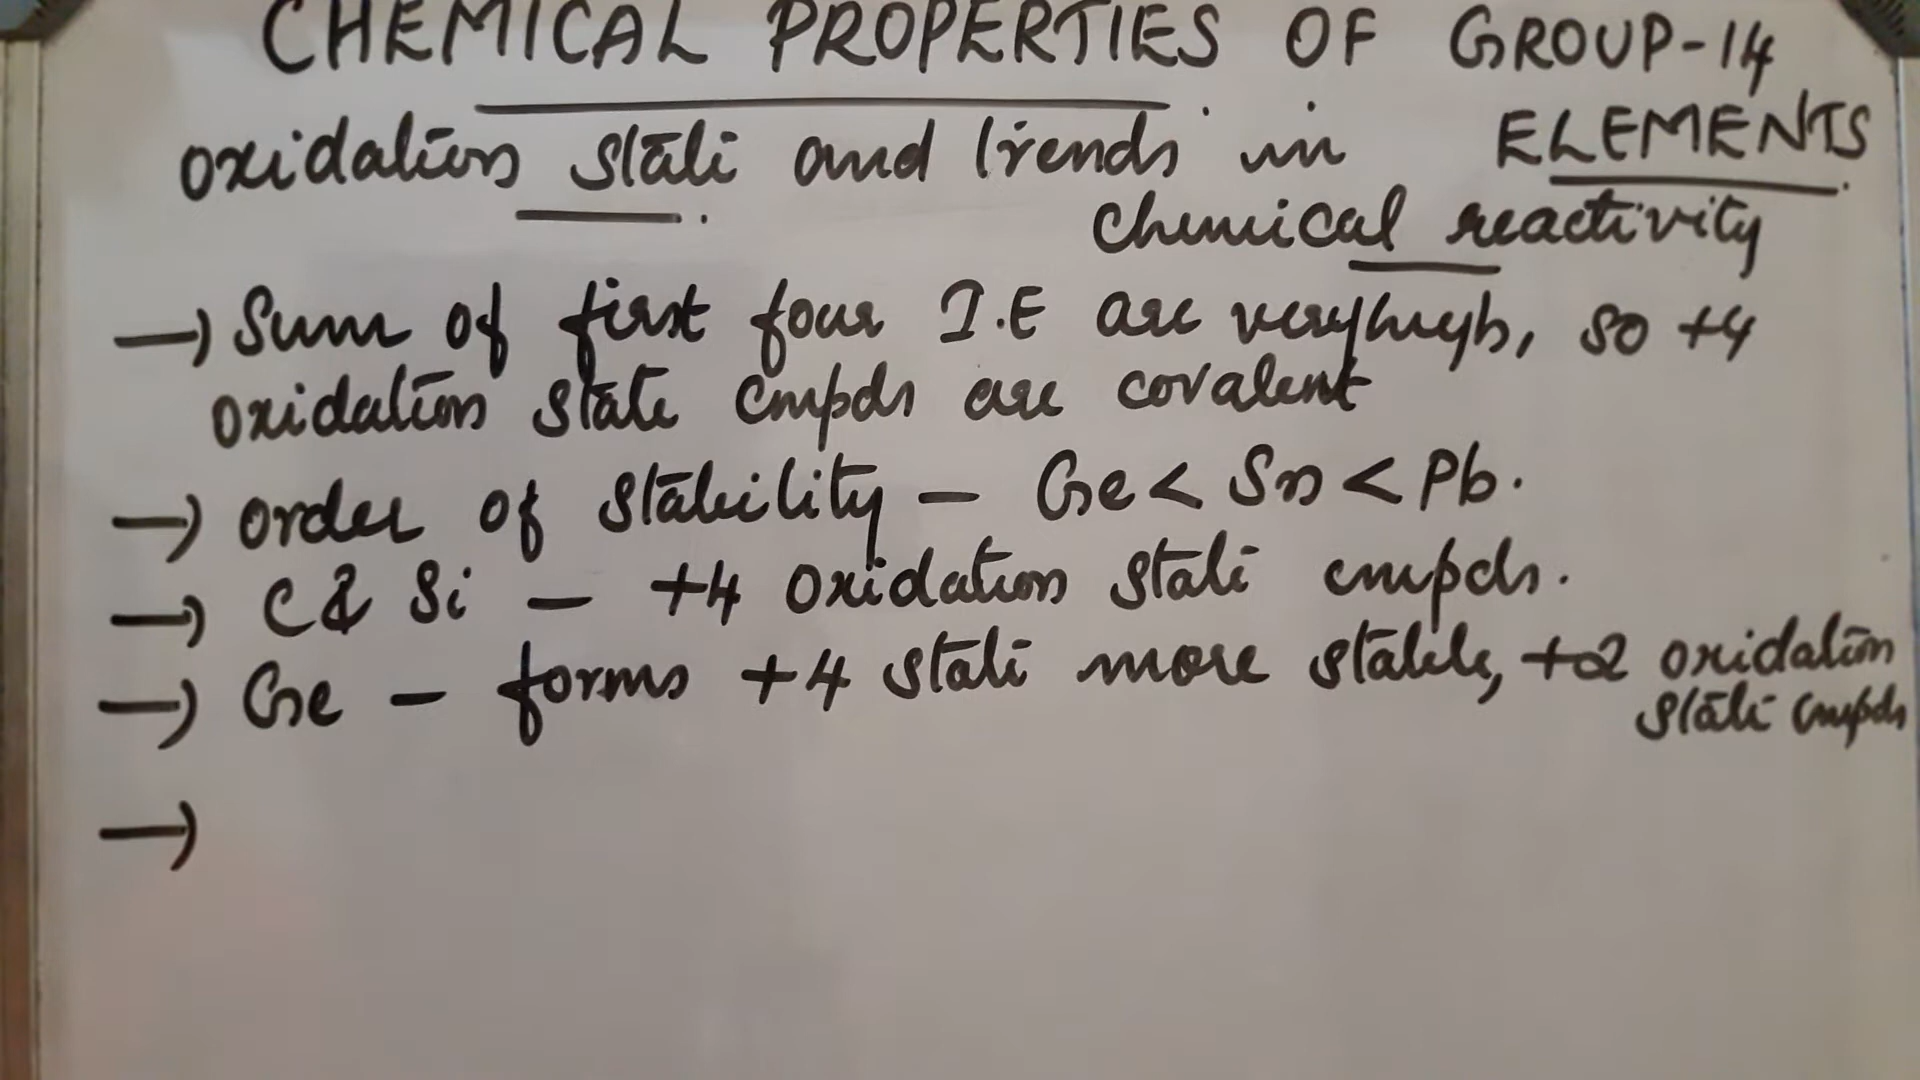 CHEMICAL PROPERTIES OF GROUP-14
ELEMENTS
oxidation state and trends in
chemical reactivity
→ Sum of first four I.E are very high, so +4
oxidation state cmpds are covalent
→ order of stability – Ge < Sn < Pb.
→ C & Si – +4 oxidation state cmpds.
→ Ge – forms +4 state more stable, +2 oxidation
state cmpds
→